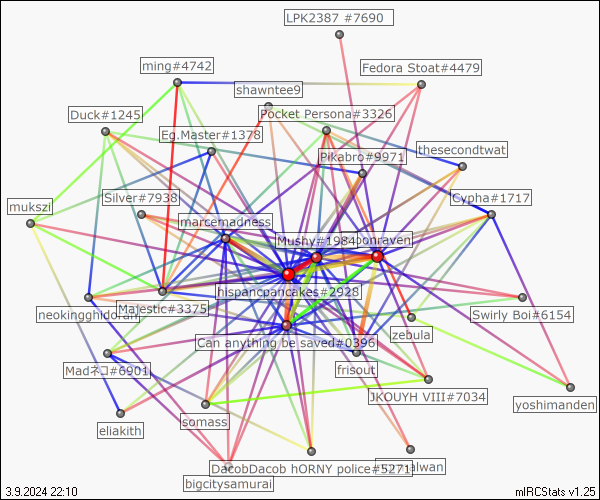 LPK2387 #7690
ming#4742
Fedora Stoat#4479
shawntee9
Duck#1245
Pocket Persona#3326
Eg.Master#1378
thesecondtwat
Pikabro#9971
Silver#7938
Cypha#1717
mukszi
marcemadness
Mushy#1984
onraven
hispancpancakes#2928
neokingghidorah
Majestic#3375
Swirly Boi#6154
zebula
Can anything be saved#0396
Madネコ#6901
frisout
JKOUYH VIII#7034
yoshimanden
somass
eliakith
DacobDacob hORNY police#5271
alwan
bigcitysamurai
3.9.2024 22:10
mIRCStats v1.25